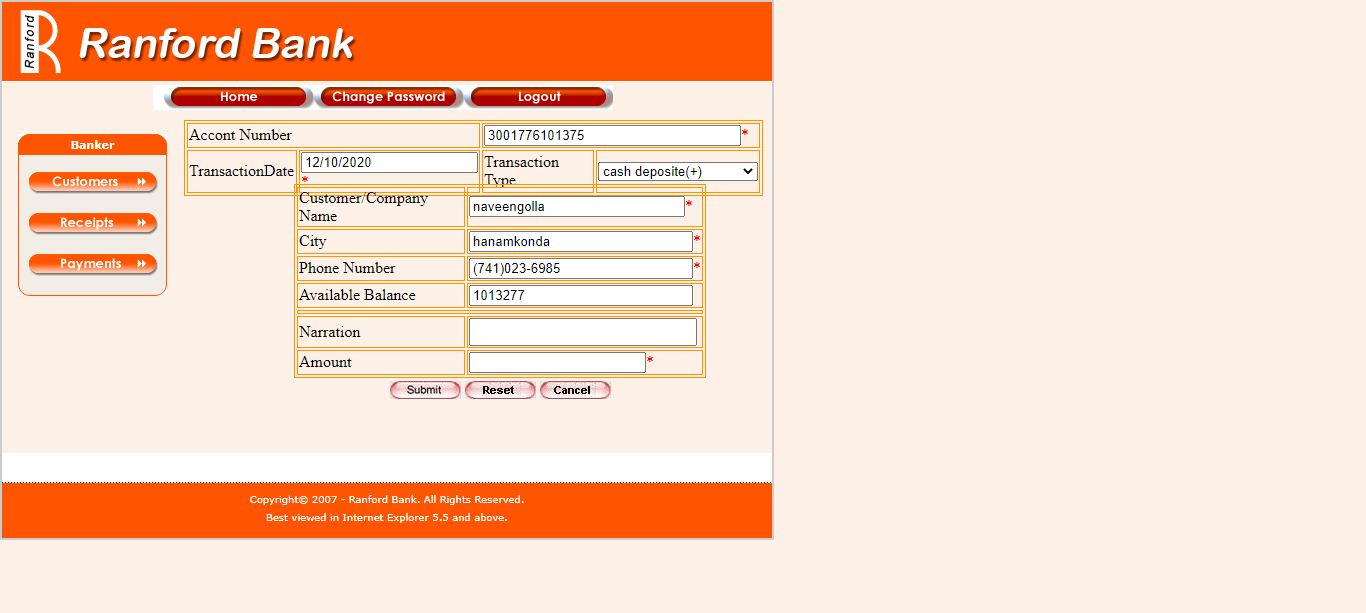 Ranford
Ranford Bank
Home
Change Password
Logout
Banker
Customers
Receipts
Payments
Accont Number
3001776101375
*
TransactionDate
12/10/2020
*
Transaction
Type
cash deposite(+)
Customer/Company
Name
naveengolla
*
City
hanamkonda
*
Phone Number
(741)023-6985
*
Available Balance
1013277
Narration
Amount
*
Submit
Reset
Cancel
Copyright© 2007 - Ranford Bank. All Rights Reserved.
Best viewed in Internet Explorer 5.5 and above.